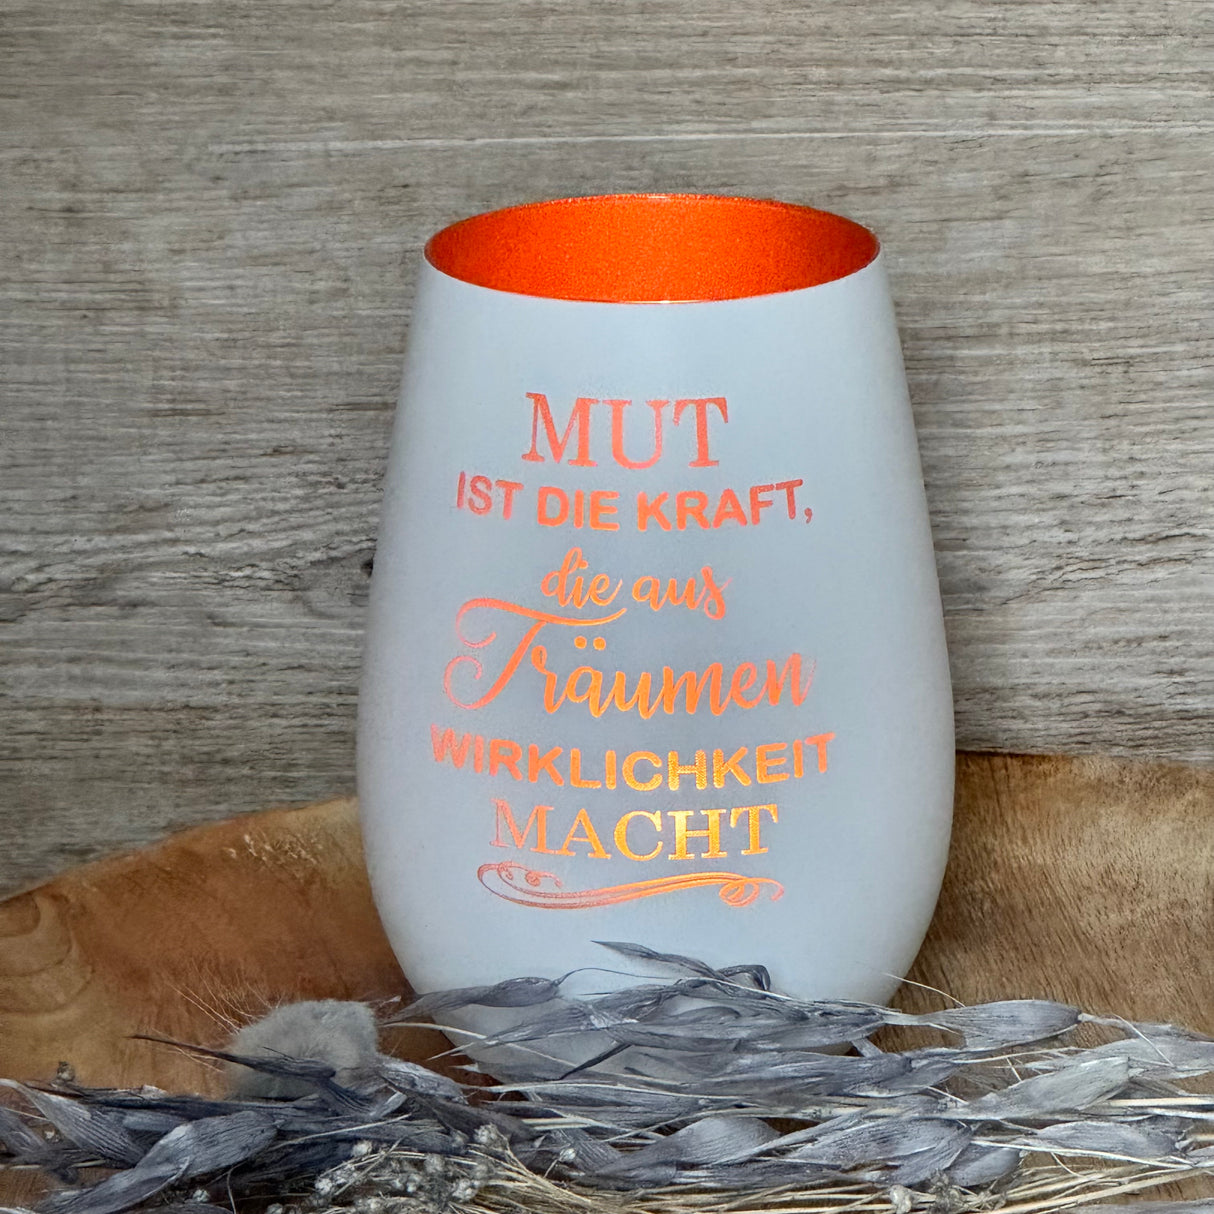 MUT
IST DIE KRAFT,
die aus
Träumen
WIRKLICHKEIT
MACHT